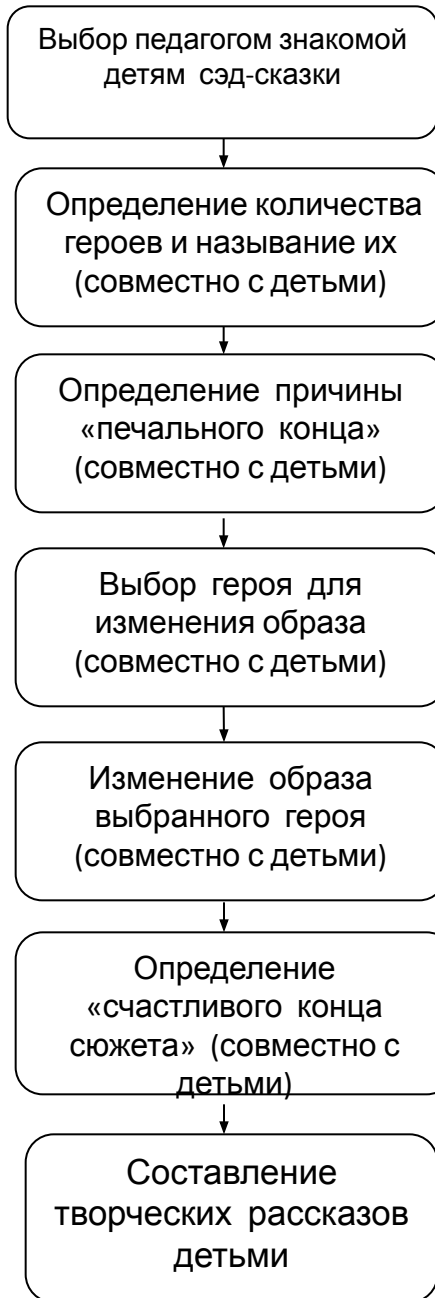 Выбор педагогом знакомой
детям сэд-сказки
Определение количества
героев и называние их
(совместно с детьми)
Определение причины
«печального конца»
(совместно с детьми)
Выбор героя для
изменения образа
(совместно с детьми)
Изменение образа
выбранного героя
(совместно с детьми)
Определение
«счастливого конца
сюжета» (совместно с
детьми)
Составление
творческих рассказов
детьми